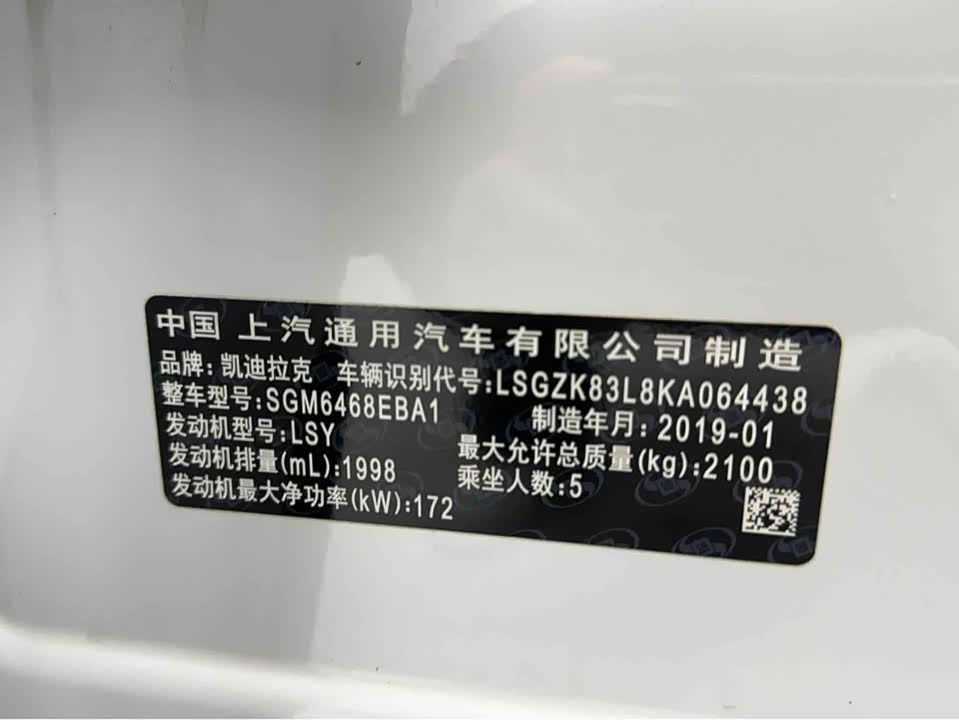 中国 上汽通用汽车有限公司制造
品牌: 凯迪拉克 车辆识别代号:LSGZK83L8KA064438
整车型号:SGM6468EBA1 制造年月: 2019-01
发动机型号:LSY 最大允许总质量(kg):2100
发动机排量(mL):1998 乘坐人数:5
发动机最大净功率(kW):172